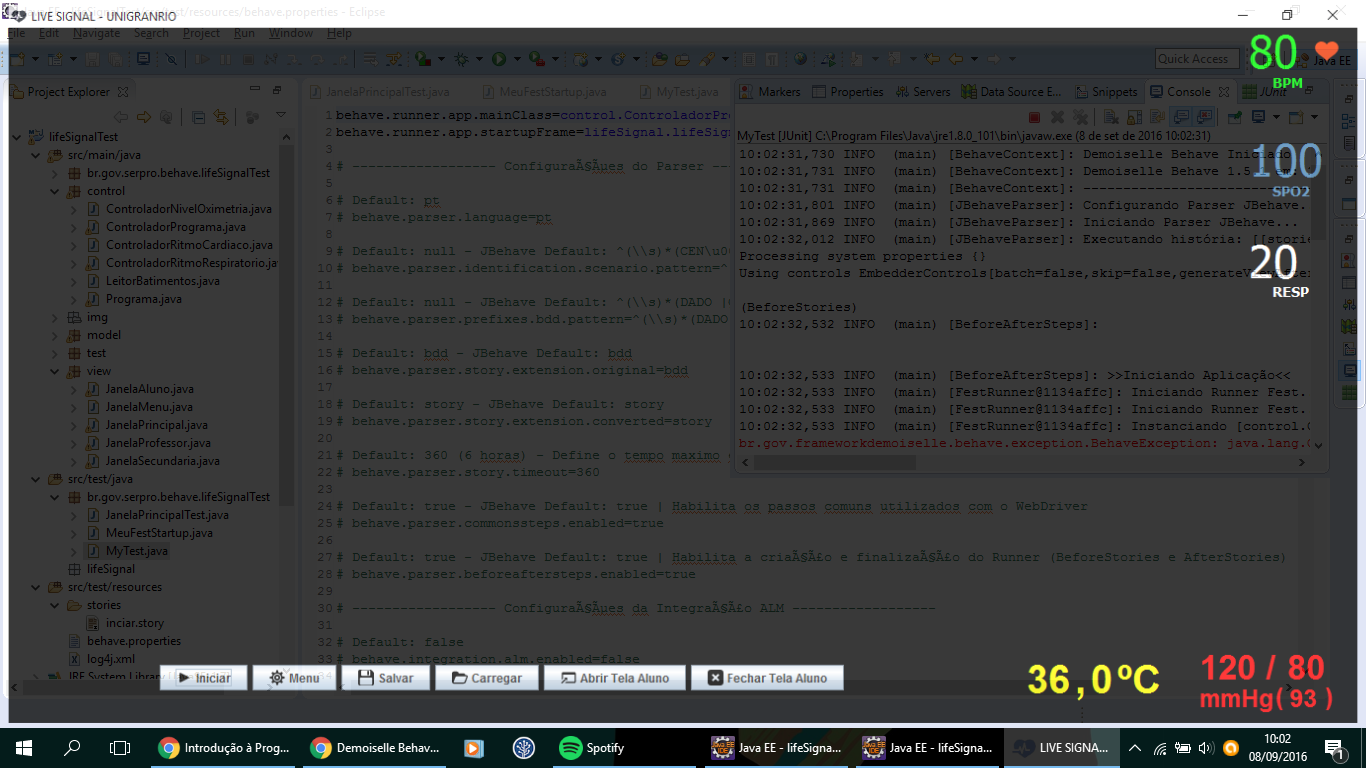 LIVE SIGNAL - UNIGRANRIO
test/resources/behave.properties - Eclipse
File Edit Navigate Search Project Run Window Help
Quick Access
Java EE
80
BPM
100
SPO2
20
RESP
Project Explorer
lifeSignalTest
src/main/java
br.gov.serpro.behave.lifeSignalTest
control
ControladorNivelOximetria.java
ControladorPrograma.java
ControladorRitmoCardiaco.java
ControladorRitmoRespiratorio.jav
LeitorBatimentos.java
Programa.java
img
model
test
view
JanelaAluno.java
JanelaMenu.java
JanelaPrincipal.java
JanelaProfessor.java
JanelaSecundaria.java
src/test/java
br.gov.serpro.behave.lifeSignalTest
JanelaPrincipalTest.java
MeuFestStartup.java
MyTest.java
lifeSignal
src/test/resources
stories
inciar.story
behave.properties
log4j.xml
JRE System Library
JanelaPrincipalTest.java MeuFestStartup.java MyTest.java
1 behave.runner.app.mainClass=control.ControladorPro
2 behave.runner.app.startupFrame=lifeSignal.lifeSign
3
4 # ------------------ ConfiguraÃ§Ãµes do Parser --
5
6 # Default: pt
7 # behave.parser.language=pt
8
9 # Default: null - JBehave Default: ^(\\s)*(CEN\u00
10 # behave.parser.identification.scenario.pattern=^
11
12 # Default: null - JBehave Default: ^(\\s)*(DADO |
13 # behave.parser.prefixes.bdd.pattern=^(\\s)*(DADO
14
15 # Default: bdd - JBehave Default: bdd
16 # behave.parser.story.extension.original=bdd
17
18 # Default: story - JBehave Default: story
19 # behave.parser.story.extension.converted=story
20
21 # Default: 360 (6 horas) - Define o tempo maximo
22 # behave.parser.story.timeout=360
23
24 # Default: true - JBehave Default: true | Habilita os passos comuns utilizados com o WebDriver
25 # behave.parser.commonssteps.enabled=true
26
27 # Default: true - JBehave Default: true | Habilita a criaÃ§Ã£o e finalizaÃ§Ã£o do Runner (BeforeStories e AfterStories)
28 # behave.parser.beforeaftersteps.enabled=true
29
30 # ------------------ ConfiguraÃ§Ãµes da IntegraÃ§Ã£o ALM ------------------
31
32 # Default: false
33 # behave.integration.alm.enabled=false
Markers Properties Servers Data Source E... Snippets Console JUnit
MyTest [JUnit] C:\Program Files\Java\jre1.8.0_101\bin\javaw.exe (8 de set de 2016 10:02:31)
10:02:31,730 INFO (main) [BehaveContext]: Demoiselle Behave Iniciado
10:02:31,731 INFO (main) [BehaveContext]: Demoiselle Behave 1.5
10:02:31,731 INFO (main) [BehaveContext]: --------------------
10:02:31,801 INFO (main) [JBehaveParser]: Configurando Parser JBehave.
10:02:31,869 INFO (main) [JBehaveParser]: Iniciando Parser JBehave...
10:02:32,012 INFO (main) [JBehaveParser]: Executando história: [[storie
Processing system properties {}
Using controls EmbedderControls[batch=false,skip=false,generateViewAfter
(BeforeStories)
10:02:32,532 INFO (main) [BeforeAfterSteps]:
10:02:32,533 INFO (main) [BeforeAfterSteps]: >>Iniciando Aplicação<<
10:02:32,533 INFO (main) [FestRunner@1134affc]: Iniciando Runner Fest.
10:02:32,533 INFO (main) [FestRunner@1134affc]: Iniciando Runner Fest.
10:02:32,533 INFO (main) [FestRunner@1134affc]: Instanciando [control.C
br.gov.frameworkdemoiselle.behave.exception.BehaveException: java.lang.C
Iniciar Menu Salvar Carregar Abrir Tela Aluno Fechar Tela Aluno
36,0ºC
120 / 80
mmHg( 93 )
Introdução à Prog... Demoiselle Behav... Spotify Java EE - lifeSigna... Java EE - lifeSigna... LIVE SIGNA...
10:02
08/09/2016
1